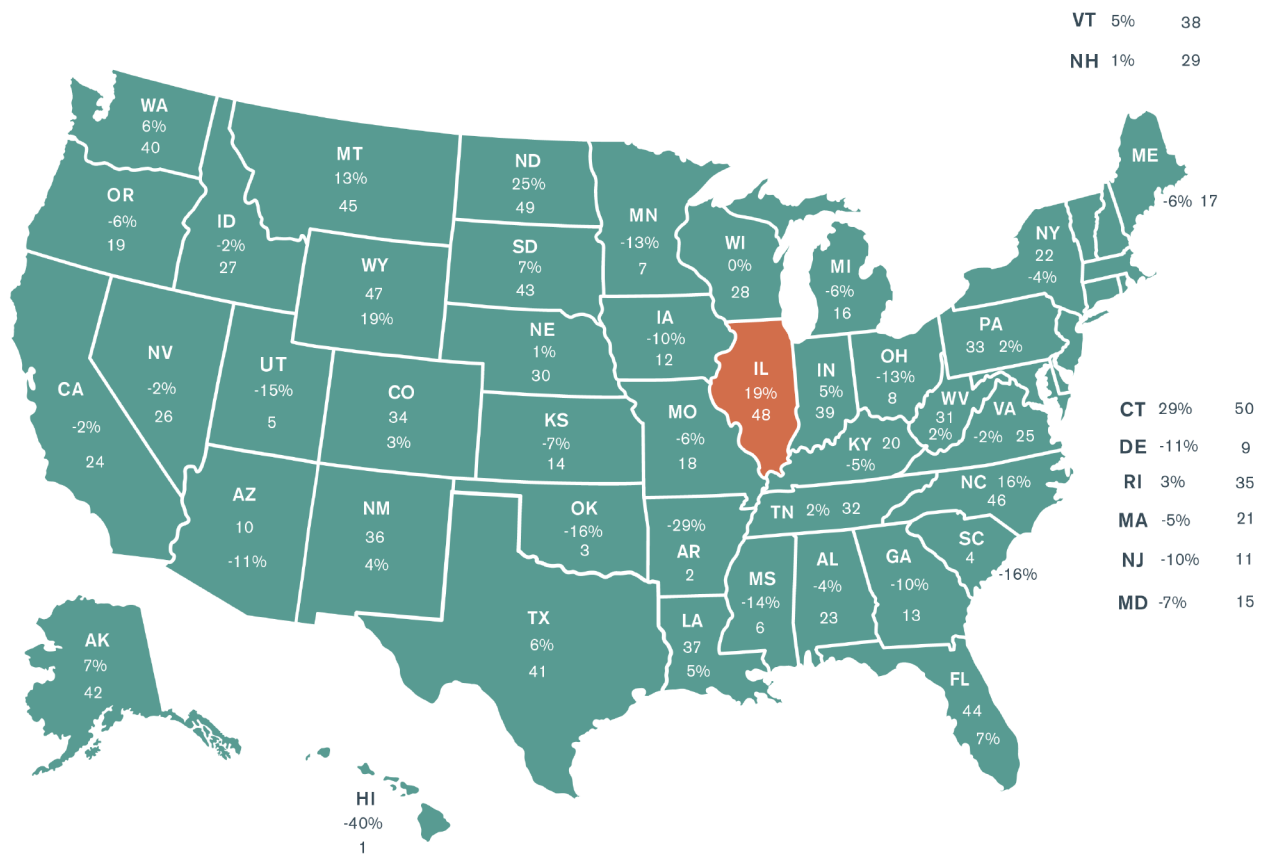 VT 5% 38
NH 1% 29
WA
6%
40
OR
-6%
19
ID
-2%
27
MT
13%
45
ND
25%
49
MN
-13%
7
WI
0%
28
MI
-6%
16
NY
22
-4%
ME
-6% 17
SD
7%
43
WY
47
19%
CA
-2%
24
NV
-2%
26
UT
-15%
5
CO
34
3%
NE
1%
30
KS
-7%
14
IA
-10%
12
MO
-6%
18
IL
19%
48
IN
5%
39
OH
-13%
8
PA
33 2%
WV
31
2%
VA
-2% 25
KY 20
-5%
NC 16%
46
TN 2% 32
SC
4
-16%
AZ
10
-11%
NM
36
4%
OK
-16%
3
-29%
AR
2
TX
6%
41
LA
37
5%
MS
-14%
6
AL
-4%
23
GA
-10%
13
FL
44
7%
CT 29% 50
DE -11% 9
RI 3% 35
MA -5% 21
NJ -10% 11
MD -7% 15
AK
7%
42
HI
-40%
1